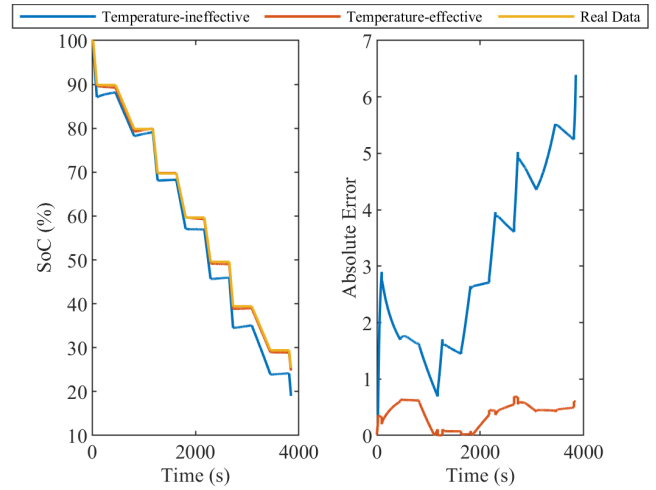 Temperature-ineffective Temperature-effective Real Data
100
90
80
70
60
50
40
30
20
10
SoC (%)
0 2000 4000
Time (s)
7
6
5
4
3
2
1
0
Absolute Error
0 2000 4000
Time (s)